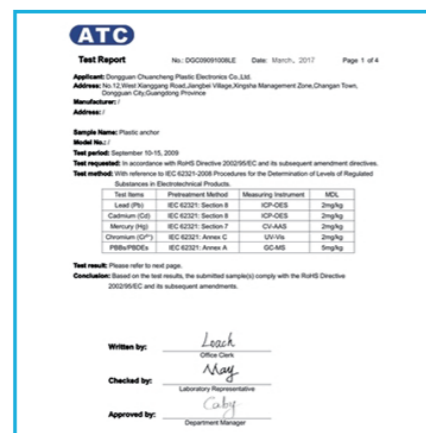 ATC
Test Report No.: DGC09091008LE Date: March, 2017 Page 1 of 4
Applicant: Dongguan Chuancheng Plastic Electronics Co.,Ltd.
Address: No.12,West Xianggang Road,Jiangbei Village,Xingsha Management Zone,Changan Town,
Dongguan City,Guangdong Province
Manufacturer: /
Address: /
Sample Name: Plastic anchor
Model No.: /
Test period: September 10-15, 2009
Test requested: In accordance with RoHS Directive 2002/95/EC and its subsequent amendment directives.
Test method: With reference to IEC 62321-2008 Procedures for the Determination of Levels of Regulated
Substances in Electrotechnical Products.
Test Items Pretreatment Method Measuring Instrument MDL
Lead (Pb) IEC 62321: Section 8 ICP-OES 2mg/kg
Cadmium (Cd) IEC 62321: Section 8 ICP-OES 2mg/kg
Mercury (Hg) IEC 62321: Section 7 CV-AAS 2mg/kg
Chromium (Cr⁶⁺) IEC 62321: Annex C UV-Vis 2mg/kg
PBBs/PBDEs IEC 62321: Annex A GC-MS 5mg/kg
Test result: Please refer to next page.
Conclusion: Based on the test results, the submitted sample(s) comply with the RoHS Directive
2002/95/EC and its subsequent amendments.
Written by: Leack
Office Clerk
Checked by: May
Laboratory Representative
Approved by: Caby
Department Manager